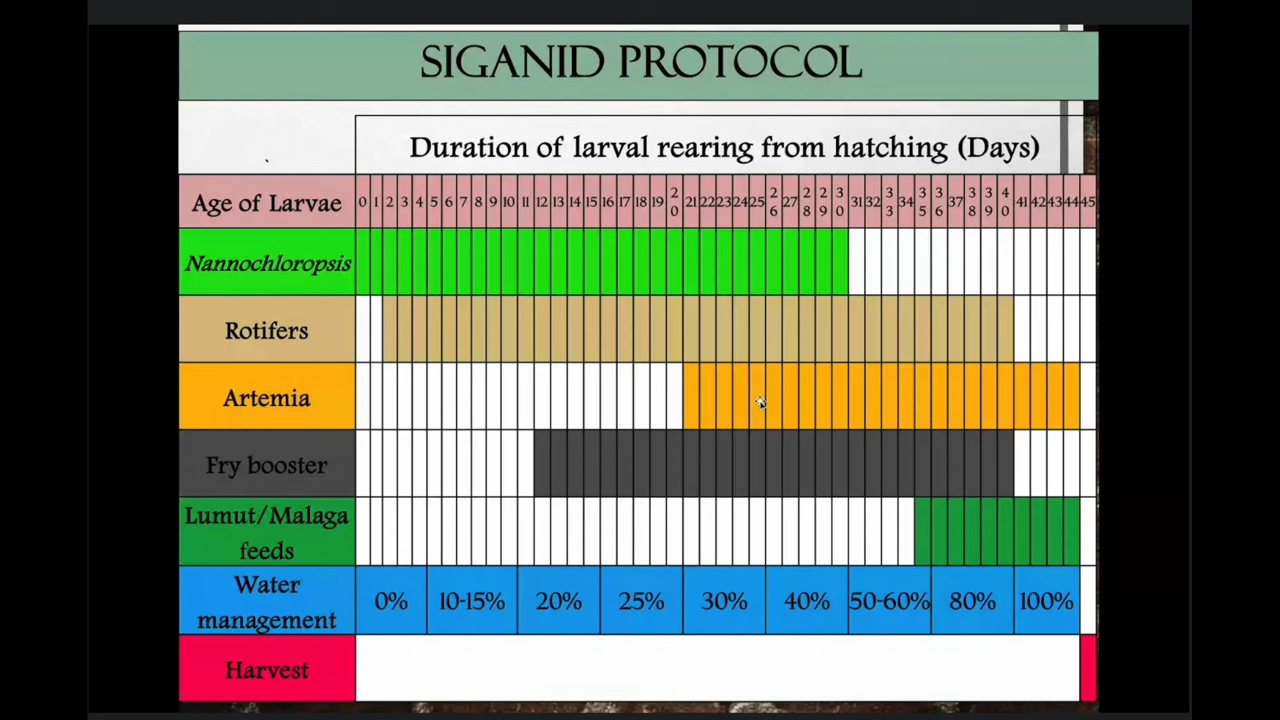 SIGANID PROTOCOL
Duration of larval rearing from hatching (Days)
Age of Larvae 0 1 2 3 4 5 6 7 8 9 10 11 12 13 14 15 16 17 18 19 20 21 22 23 24 25 26 27 28 29 30 31 32 33 34 35 36 37 38 39 40 41 42 43 44 45
Nannochloropsis
Rotifers
Artemia
Fry booster
Lumut/Malaga
feeds
Water
management
0% 10-15% 20% 25% 30% 40% 50-60% 80% 100%
Harvest